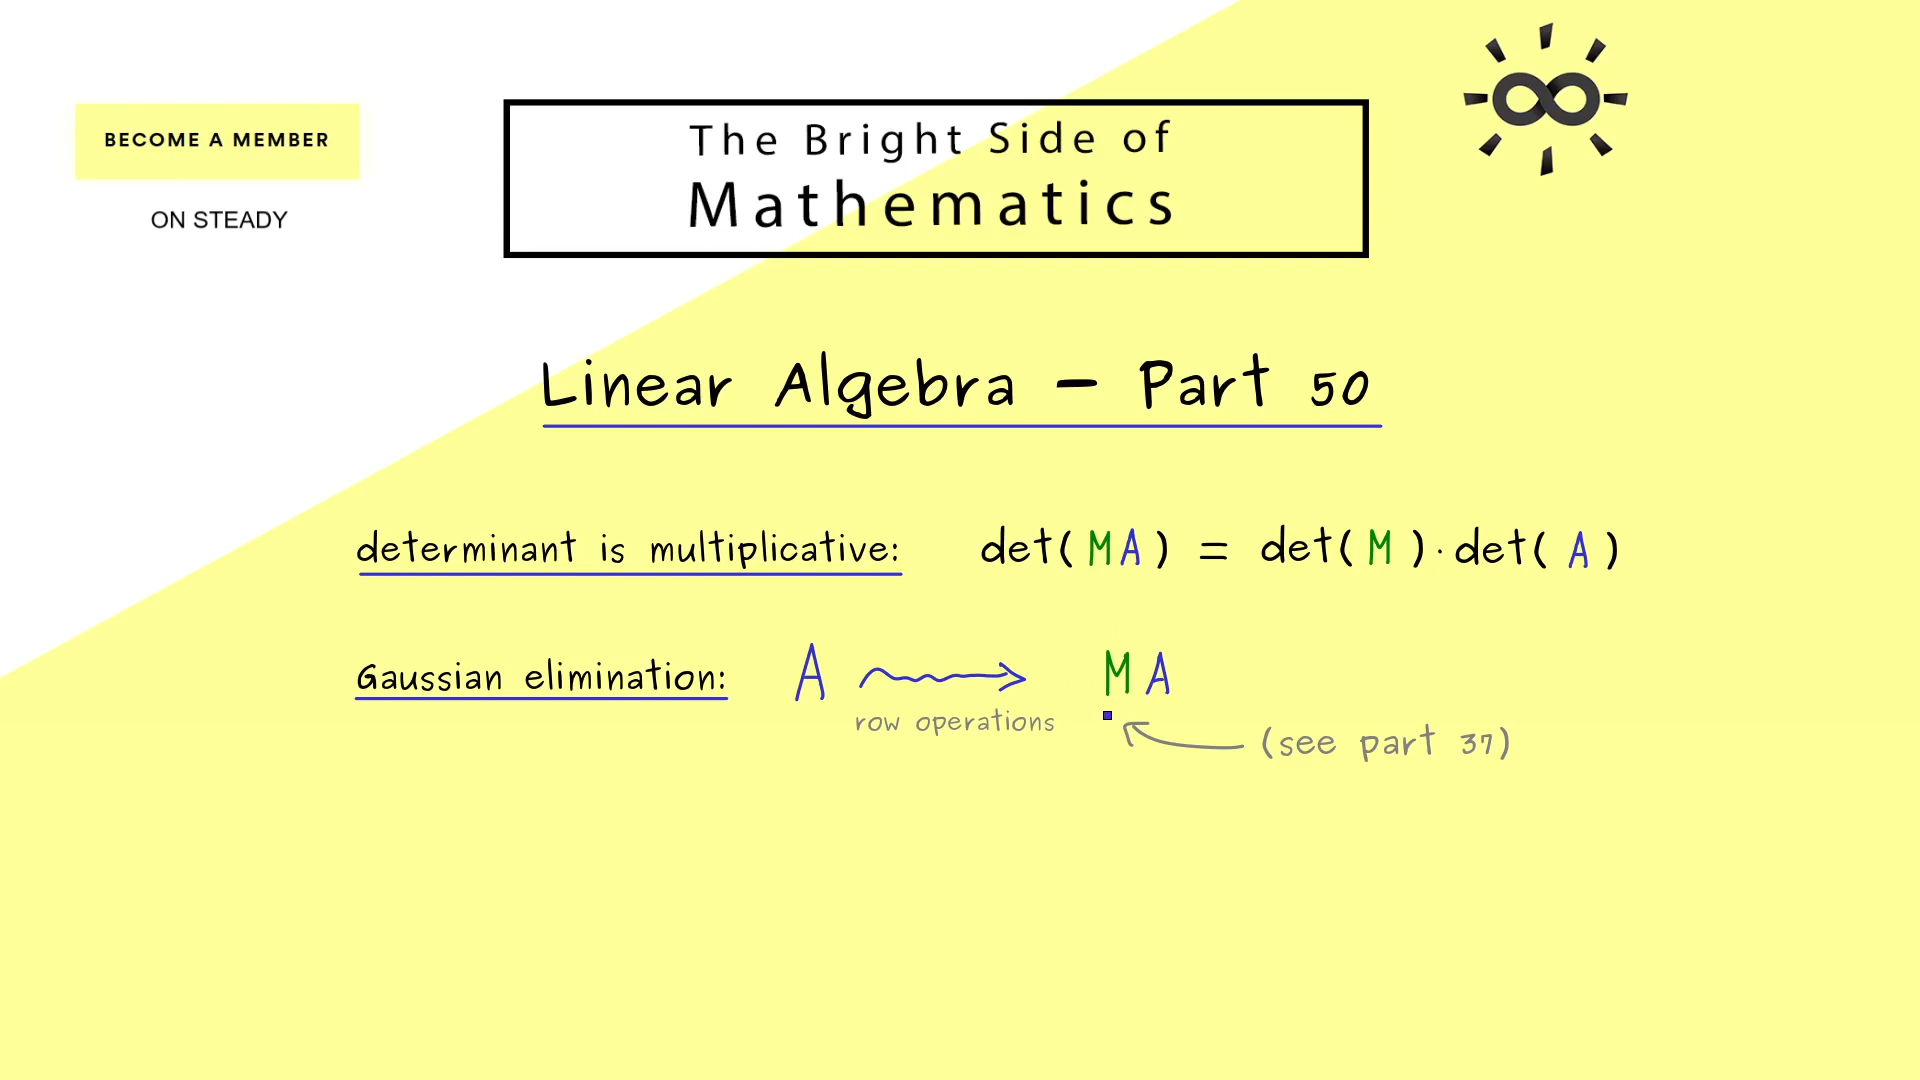 BECOME A MEMBER
ON STEADY
The Bright Side of
Mathematics
Linear Algebra – Part 50
determinant is multiplicative: det(MA) = det(M)·det(A)
Gaussian elimination: A ⟿ MA
row operations
(see part 37)